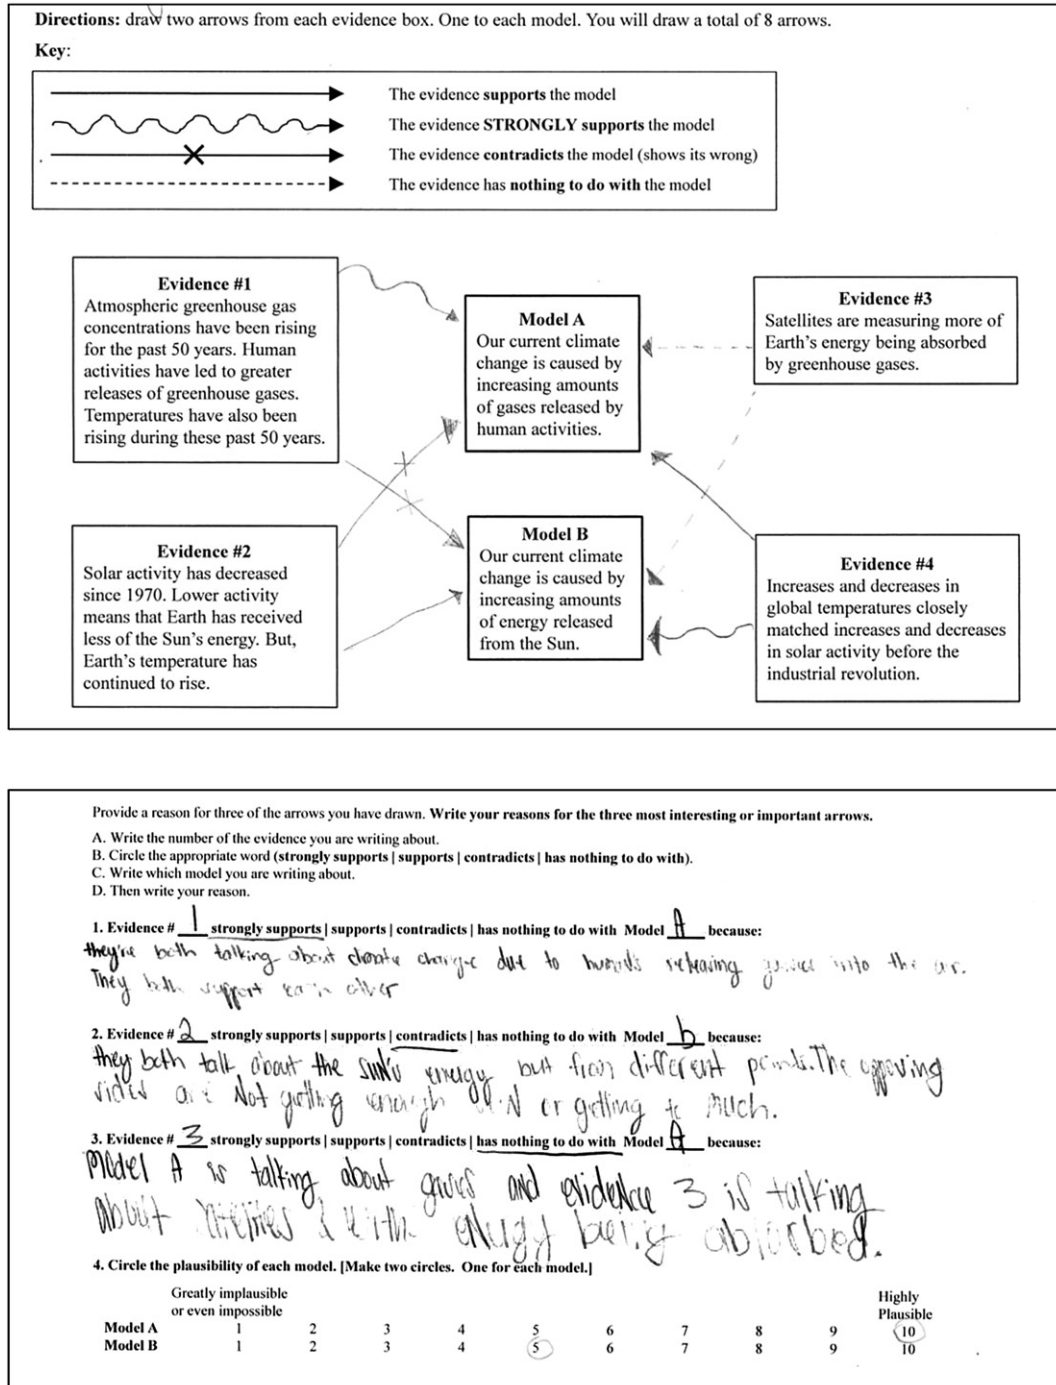 Directions: draw two arrows from each evidence box. One to each model. You will draw a total of 8 arrows.
Key:
The evidence supports the model
The evidence STRONGLY supports the model
The evidence contradicts the model (shows its wrong)
The evidence has nothing to do with the model
Evidence #1
Atmospheric greenhouse gas
concentrations have been rising
for the past 50 years. Human
activities have led to greater
releases of greenhouse gases.
Temperatures have also been
rising during these past 50 years.
Model A
Our current climate
change is caused by
increasing amounts
of gases released by
human activities.
Evidence #3
Satellites are measuring more of
Earth's energy being absorbed
by greenhouse gases.
Evidence #2
Solar activity has decreased
since 1970. Lower activity
means that Earth has received
less of the Sun's energy. But,
Earth's temperature has
continued to rise.
Model B
Our current climate
change is caused by
increasing amounts
of energy released
from the Sun.
Evidence #4
Increases and decreases in
global temperatures closely
matched increases and decreases
in solar activity before the
industrial revolution.
Provide a reason for three of the arrows you have drawn. Write your reasons for the three most interesting or important arrows.
A. Write the number of the evidence you are writing about.
B. Circle the appropriate word (strongly supports | supports | contradicts | has nothing to do with).
C. Write which model you are writing about.
D. Then write your reason.
1. Evidence # 1 strongly supports | supports | contradicts | has nothing to do with Model A because:
they're both talking about climate change due to humans releasing gasses into the air.
They both support each other
2. Evidence # 2 strongly supports | supports | contradicts | has nothing to do with Model b because:
they both talk about the sun's energy but from different points. The opposing
sides are Not getting enough sun or getting to much.
3. Evidence # 3 strongly supports | supports | contradicts | has nothing to do with Model A because:
Model A is talking about gases and evidence 3 is talking
About energy being absorbed.
4. Circle the plausibility of each model. [Make two circles. One for each model.]
Greatly implausible
or even impossible
Highly
Plausible
Model A 1 2 3 4 5 6 7 8 9 10
Model B 1 2 3 4 5 6 7 8 9 10